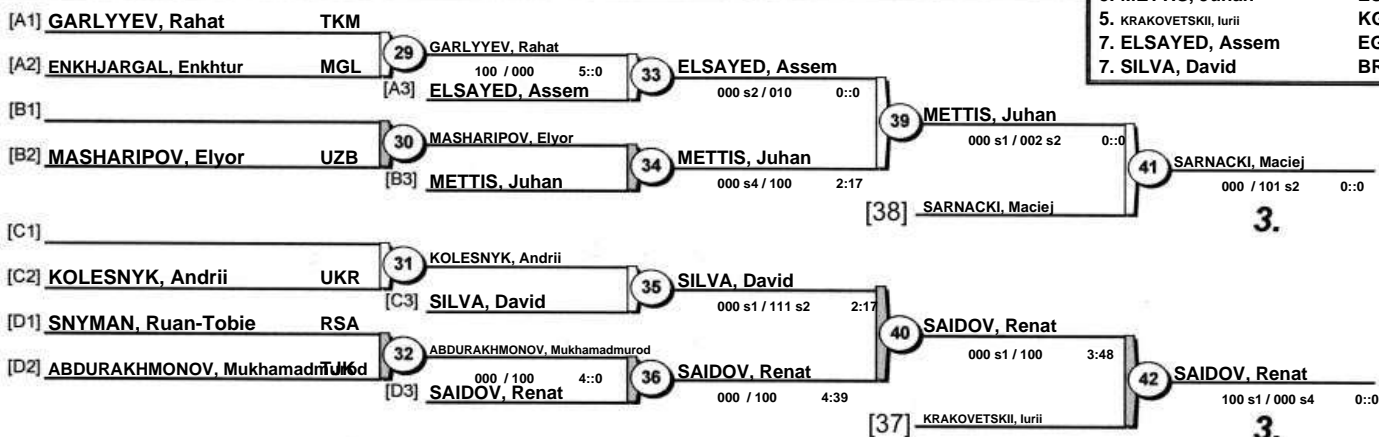 5. KRAKOVETSKII, Iurii KG
7. ELSAYED, Assem EG
7. SILVA, David BR
[A1] GARLYYEV, Rahat TKM
[A2] ENKHJARGAL, Enkhtur MGL
29
GARLYYEV, Rahat
100 / 000 5::0
[A3] ELSAYED, Assem
33
ELSAYED, Assem
000 s2 / 010 0::0
[B1]
[B2] MASHARIPOV, Elyor UZB
30
MASHARIPOV, Elyor
[B3] METTIS, Juhan
34
METTIS, Juhan
000 s4 / 100 2:17
39
METTIS, Juhan
000 s1 / 002 s2 0::0
[38] SARNACKI, Maciej
41
SARNACKI, Maciej
000 / 101 s2 0::0
3.
[C1]
[C2] KOLESNYK, Andrii UKR
31
KOLESNYK, Andrii
[C3] SILVA, David
35
SILVA, David
000 s1 / 111 s2 2:17
[D1] SNYMAN, Ruan-Tobie RSA
[D2] ABDURAKHMONOV, Mukhamadmurod TJK
32
ABDURAKHMONOV, Mukhamadmurod
000 / 100 4::0
[D3] SAIDOV, Renat
36
SAIDOV, Renat
000 / 100 4:39
40
SAIDOV, Renat
000 s1 / 100 3:48
[37] KRAKOVETSKII, Iurii
42
SAIDOV, Renat
100 s1 / 000 s4 0::0
3.